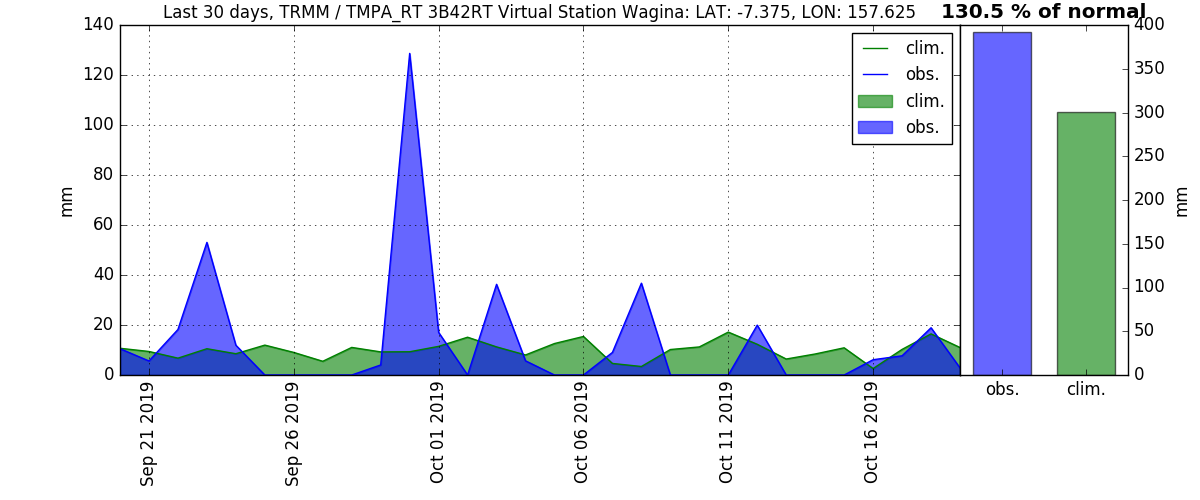 Last 30 days, TRMM / TMPA_RT 3B42RT Virtual Station Wagina: LAT: -7.375, LON: 157.625
130.5 % of normal
140
120
100
80
60
40
20
0
mm
clim.
obs.
clim.
obs.
Sep 21 2019
Sep 26 2019
Oct 01 2019
Oct 06 2019
Oct 11 2019
Oct 16 2019
400
350
300
250
200
150
100
50
0
mm
obs.
clim.